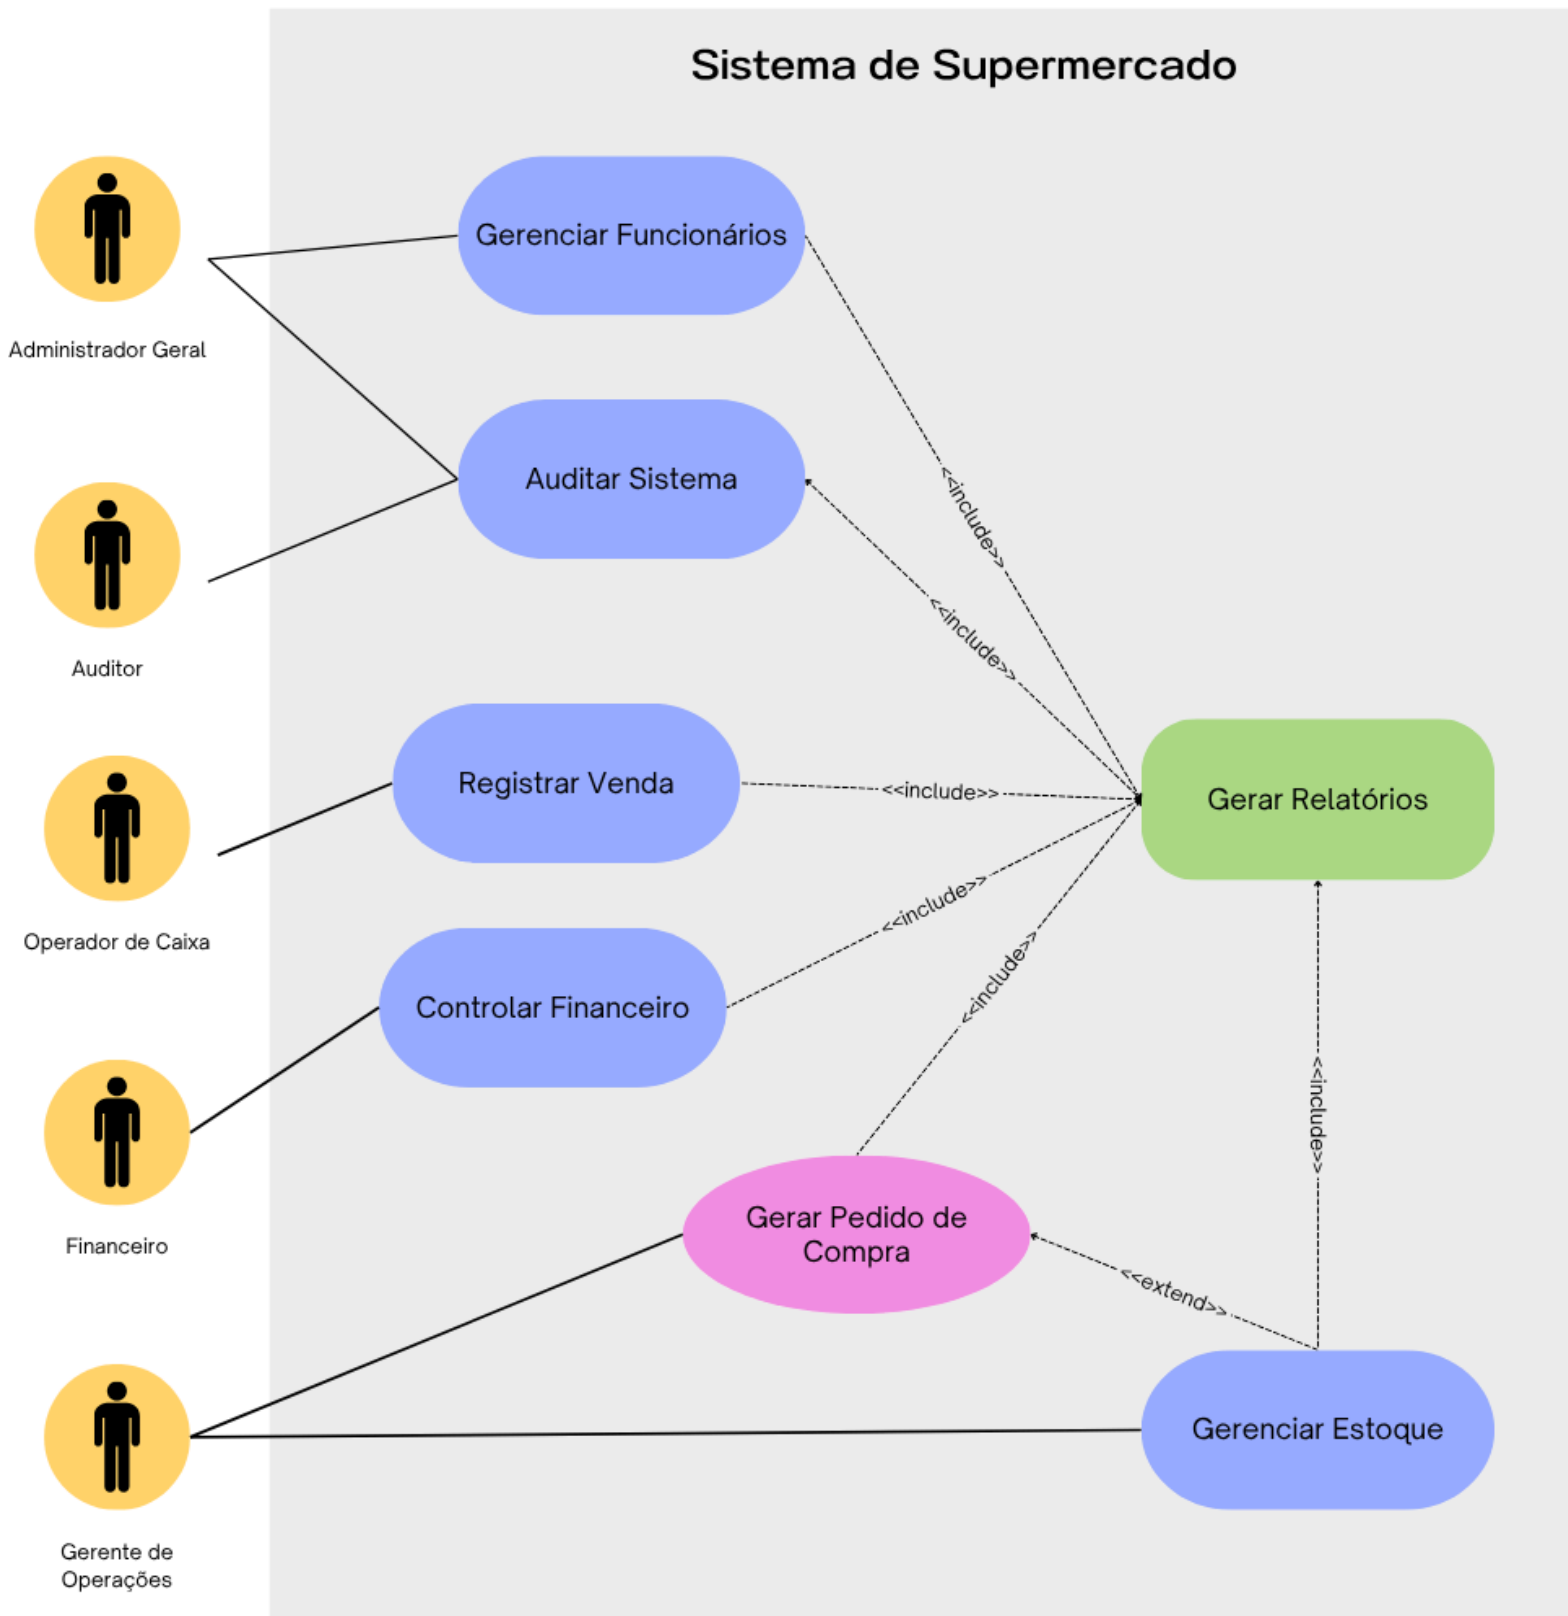 Sistema de Supermercado
Gerenciar Funcionários
Administrador Geral
Auditar Sistema
<<include>>
<<include>>
Auditor
Registrar Venda
<<include>>
Gerar Relatórios
<<include>>
Operador de Caixa
<<include>>
Controlar Financeiro
<<include>>
Gerar Pedido de
Compra
Financeiro
<<extend>>
Gerenciar Estoque
Gerente de
Operações